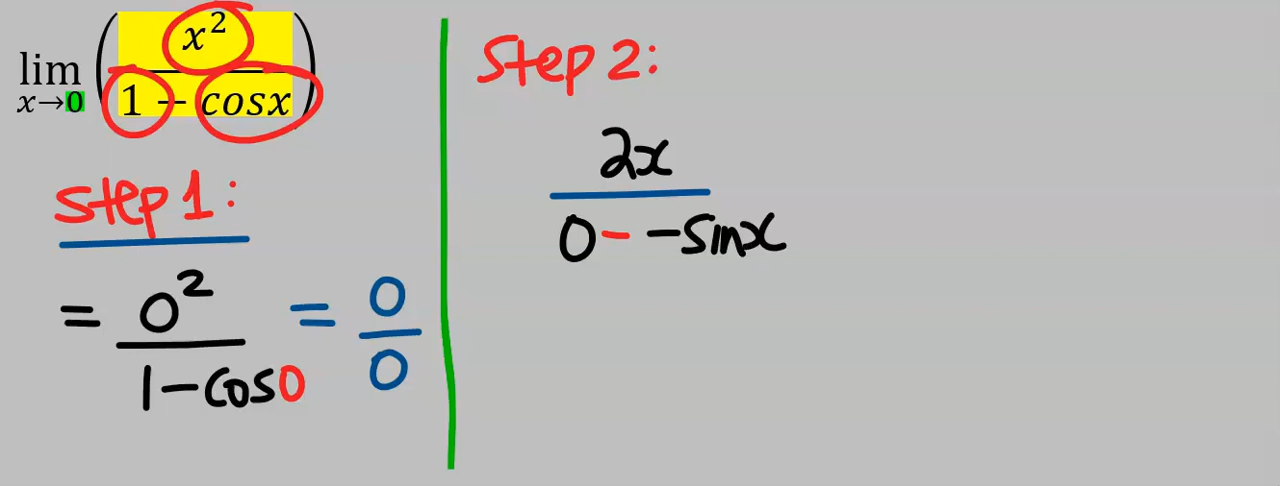 lim x→0 (x² / 1 − cosx)
step 1:
= 0² / 1 − cos0 = 0 / 0
Step 2:
2x
0 − −sinx